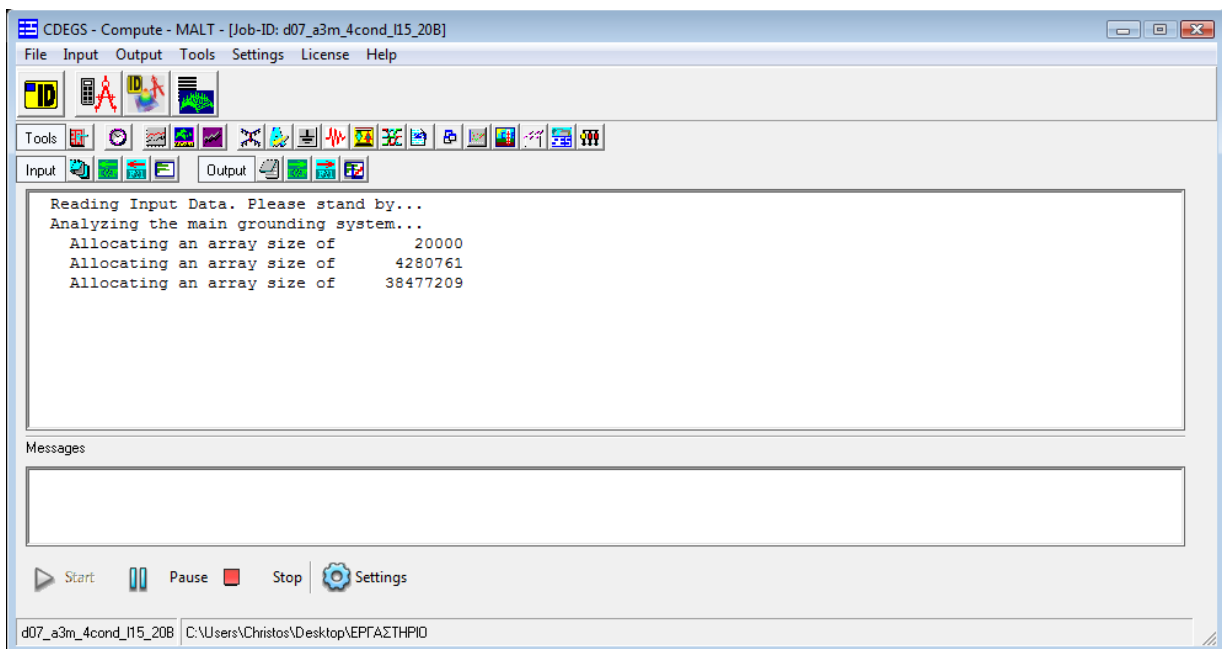 CDEGS - Compute - MALT - [Job-ID: d07_a3m_4cond_l15_20B]
File Input Output Tools Settings License Help
ID ID
Tools
Input Output
Reading Input Data. Please stand by...
Analyzing the main grounding system...
Allocating an array size of 20000
Allocating an array size of 4280761
Allocating an array size of 38477209
Messages
Start Pause Stop Settings
d07_a3m_4cond_l15_20B C:\Users\Christos\Desktop\ΕΡΓΑΣΤΗΡΙΟ